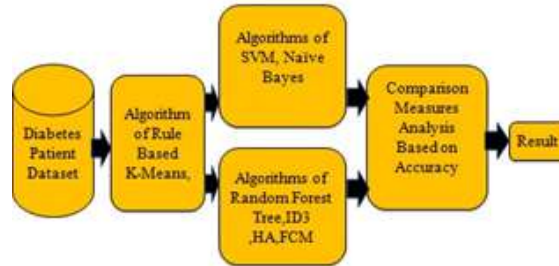 Diabetes
Patient
Dataset
Algorithm
of Rule
Based
K-Means,
Algorithms of
SVM, Naïve
Bayes
Algorithms of
Random Forest
Tree,ID3
,HA,FCM
Comparison
Measures
Analysis
Based on
Accuracy
Result